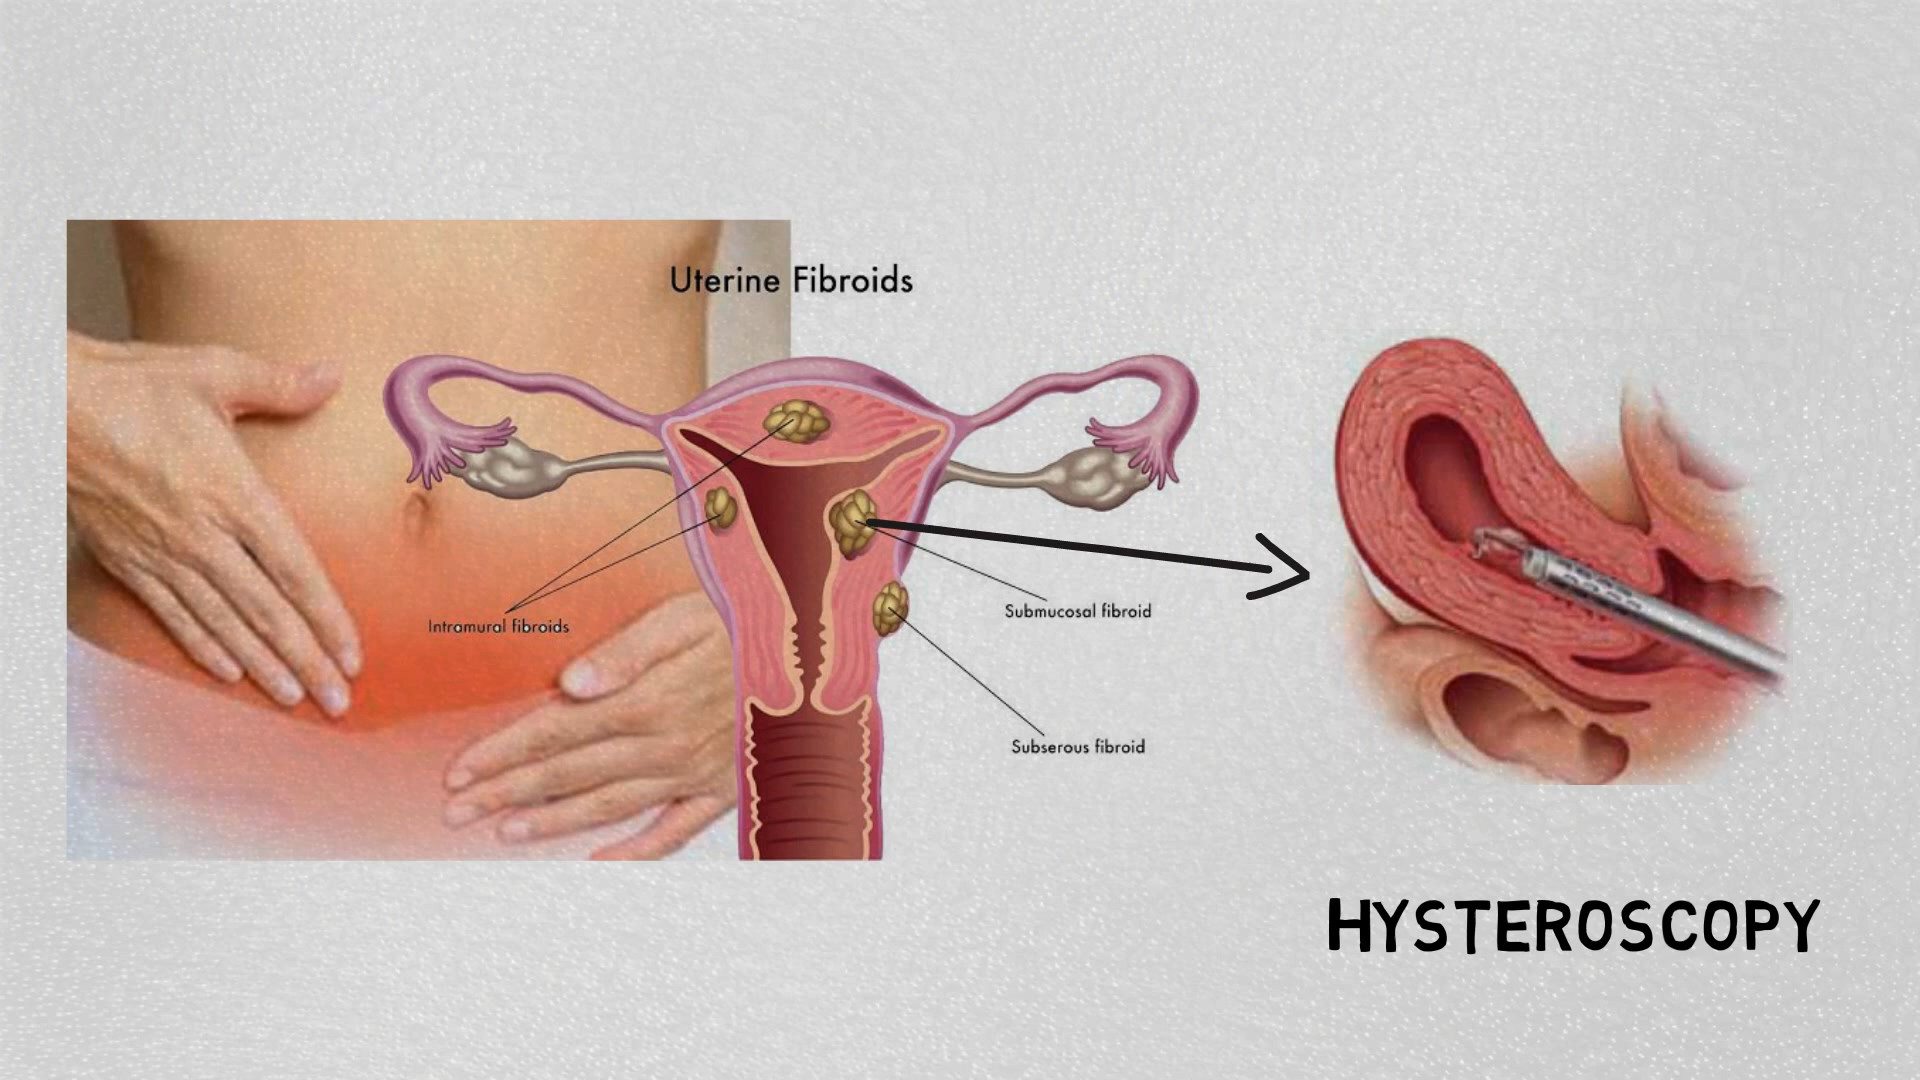 Uterine Fibroids
Intramural fibroids
Submucosal fibroid
Subserous fibroid
HYSTEROSCOPY